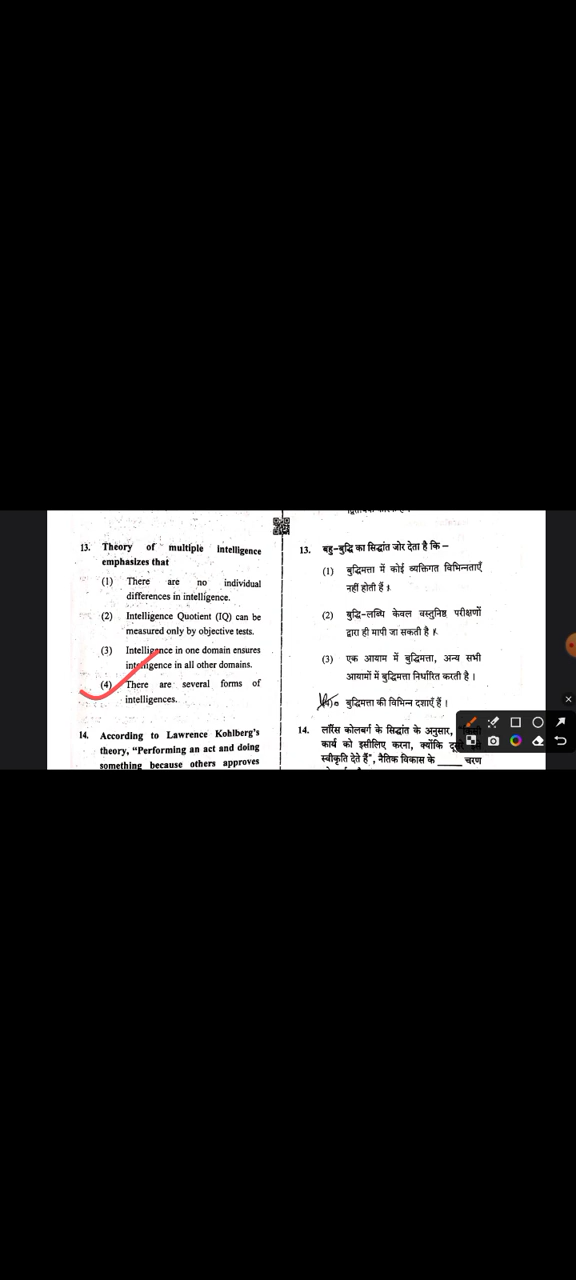 13. Theory of multiple intelligence
emphasizes that
(1) There are no individual
differences in intelligence.
(2) Intelligence Quotient (IQ) can be
measured only by objective tests.
(3) Intelligence in one domain ensures
intelligence in all other domains.
(4) There are several forms of
intelligences.
14. According to Lawrence Kohlberg's
theory, "Performing an act and doing
something because others approves
13. बहु-बुद्धि का सिद्धांत जोर देता है कि –
(1) बुद्धिमत्ता में कोई व्यक्तिगत विभिन्नताएँ
नहीं होती हैं ।
(2) बुद्धि-लब्धि केवल वस्तुनिष्ठ परीक्षणों
द्वारा ही मापी जा सकती है ।
(3) एक आयाम में बुद्धिमत्ता, अन्य सभी
आयामों में बुद्धिमत्ता निर्धारित करती है ।
(4) बुद्धिमत्ता की विभिन्न दशाएँ हैं ।
14. लॉरेंस कोलबर्ग के सिद्धांत के अनुसार,
कार्य को इसीलिए करना, क्योंकि
स्वीकृति देते हैं", नैतिक विकास के _____ चरण